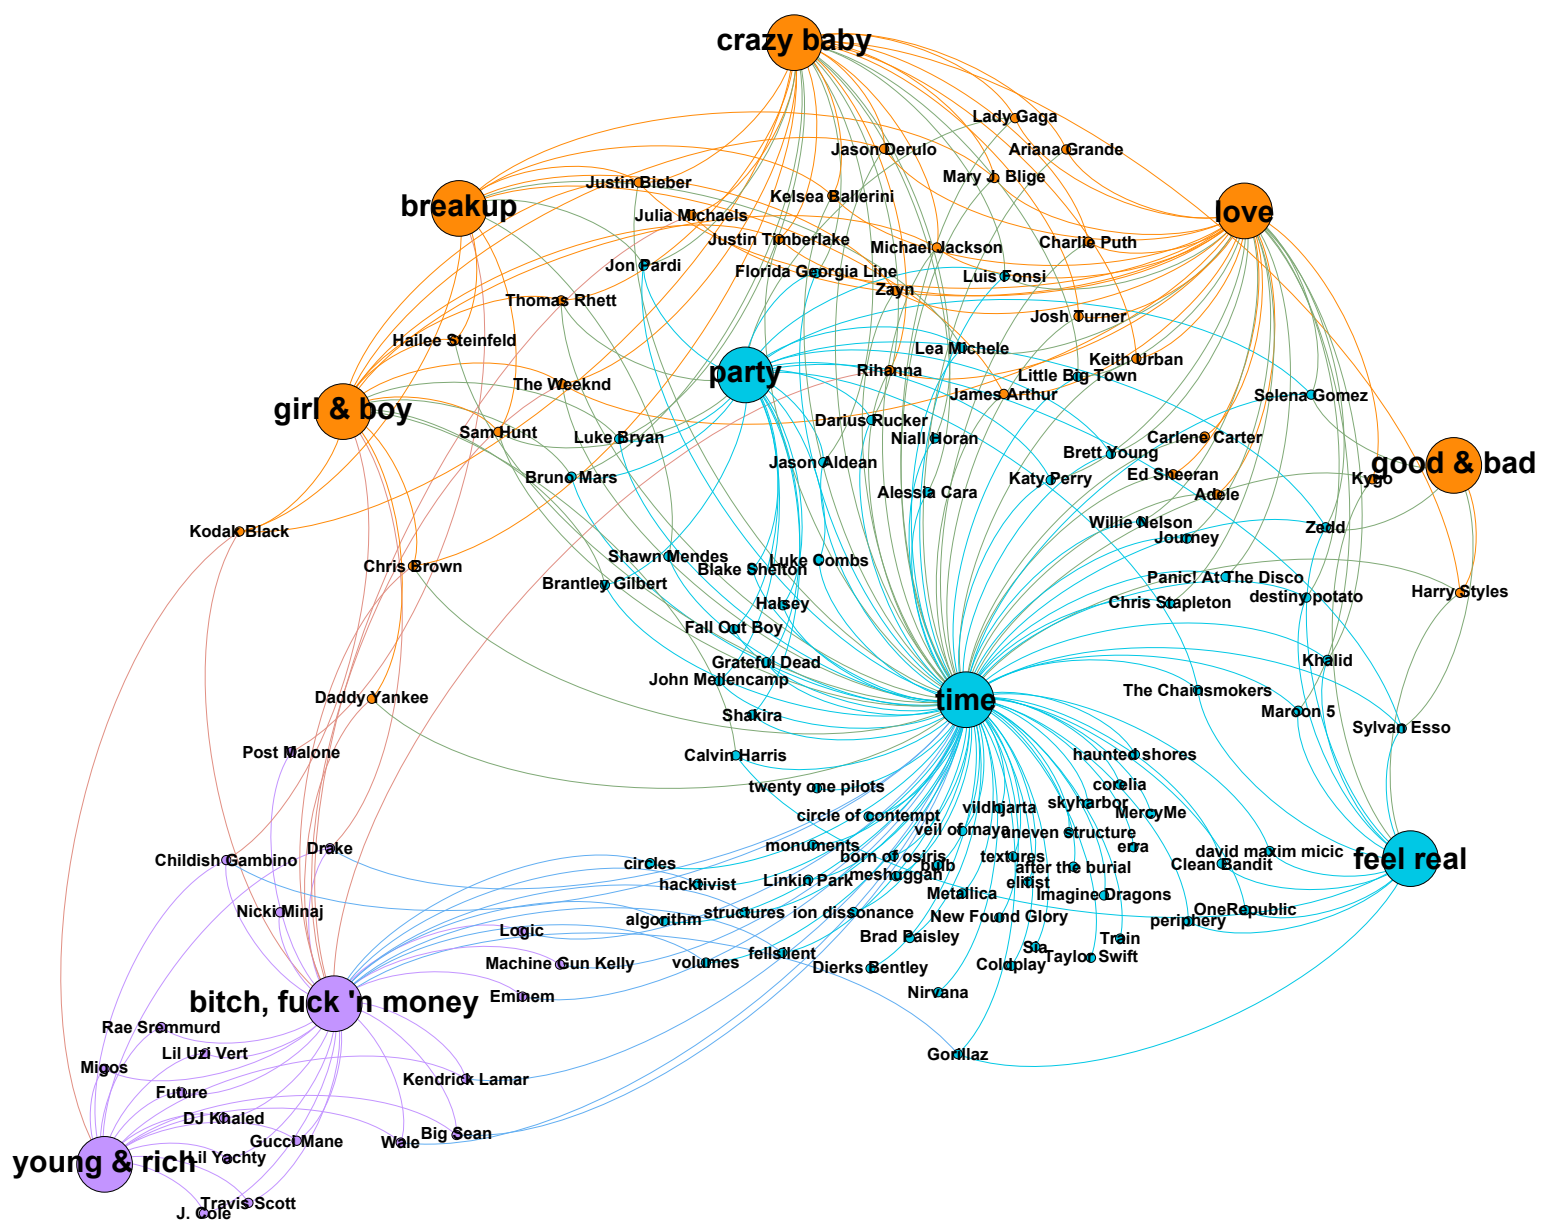 crazy baby
Lady Gaga
Jason Derulo
Ariana Grande
Mary J. Blige
Justin Bieber
Kelsea Ballerini
breakup
love
Julia Michaels
Justin Timberlake
Michael Jackson
Charlie Puth
Jon Pardi
Florida Georgia Line
Luis Fonsi
Zayn
Thomas Rhett
Josh Turner
Hailee Steinfeld
Lea Michele
Keith Urban
party
Rihanna
Little Big Town
The Weeknd
James Arthur
Selena Gomez
girl & boy
Darius Rucker
Sam Hunt
Luke Bryan
Niall Horan
Carlene Carter
Brett Young
Jason Aldean
good & bad
Bruno Mars
Katy Perry
Ed Sheeran
Kygo
Alessia Cara
Adele
Kodak Black
Willie Nelson
Zedd
Journey
Shawn Mendes
Luke Combs
Chris Brown
Blake Shelton
Brantley Gilbert
Panic! At The Disco
Harry Styles
destiny potato
Halsey
Chris Stapleton
Fall Out Boy
Grateful Dead
Khalid
John Mellencamp
Daddy Yankee
time
The Chainsmokers
Shakira
Maroon 5
Sylvan Esso
Post Malone
Calvin Harris
haunted shores
twenty one pilots
corelia
vildhjarta
skyharbor
circle of contempt
MercyMe
veil of maya
uneven structure
monuments
Drake
erra
Childish Gambino
circles
born of osiris
textures
david maxim micic
feel real
bulb
after the burial
Clean Bandit
meshuggah
Linkin Park
hacktivist
elitist
Metallica
Imagine Dragons
Nicki Minaj
structures
ion dissonance
OneRepublic
algorithm
New Found Glory
periphery
Logic
Brad Paisley
Train
Sia
fellsilent
Taylor Swift
Machine Gun Kelly
volumes
Dierks Bentley
Coldplay
Nirvana
Eminem
bitch, fuck 'n money
Rae Sremmurd
Lil Uzi Vert
Gorillaz
Migos
Kendrick Lamar
Future
DJ Khaled
Big Sean
Gucci Mane
Wale
young & rich
Lil Yachty
Travis Scott
J. Cole